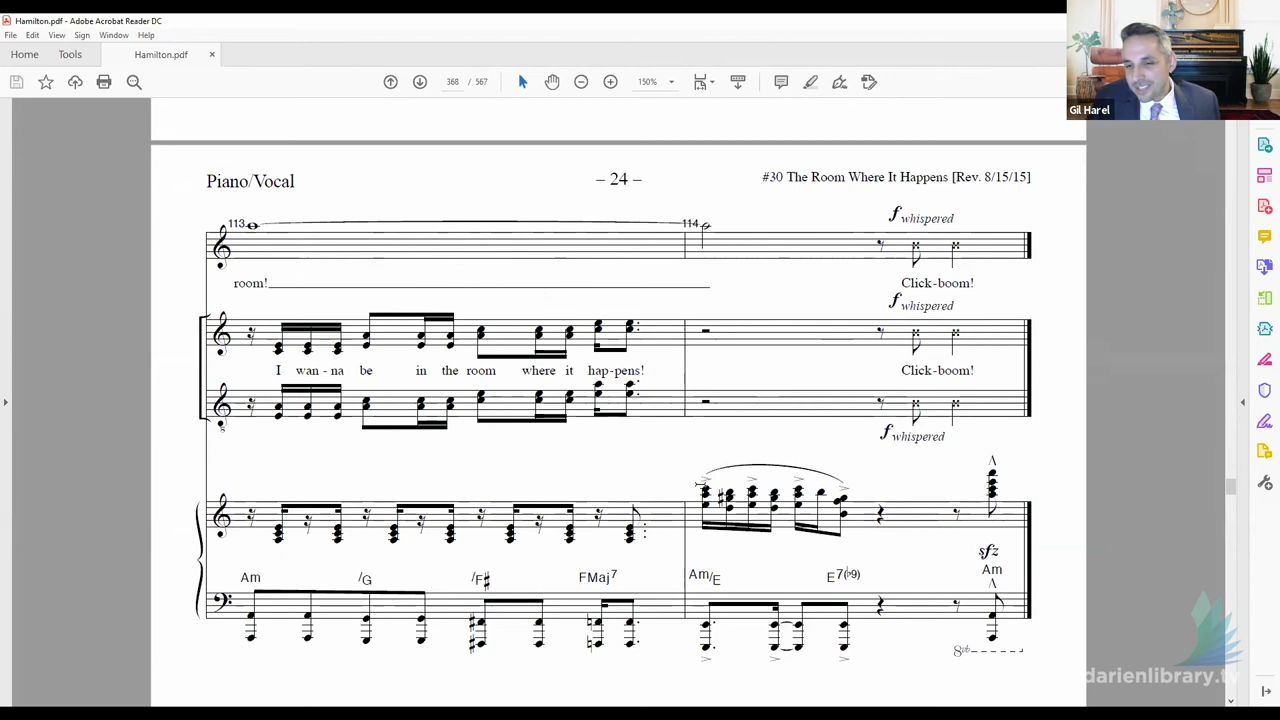 Hamilton.pdf - Adobe Acrobat Reader DC
File Edit View Sign Window Help
Home Tools Hamilton.pdf ×
368 / 567 150%
Gil Harel
Piano/Vocal – 24 – #30 The Room Where It Happens [Rev. 8/15/15]
113 114 f whispered
room! Click-boom!
f whispered
I wan-na be in the room where it hap-pens! Click-boom!
8
f whispered
sfz
Am /G /F♯ FMaj7 Am/E E7(♭9) Am
8vb
darienlibrary.tv